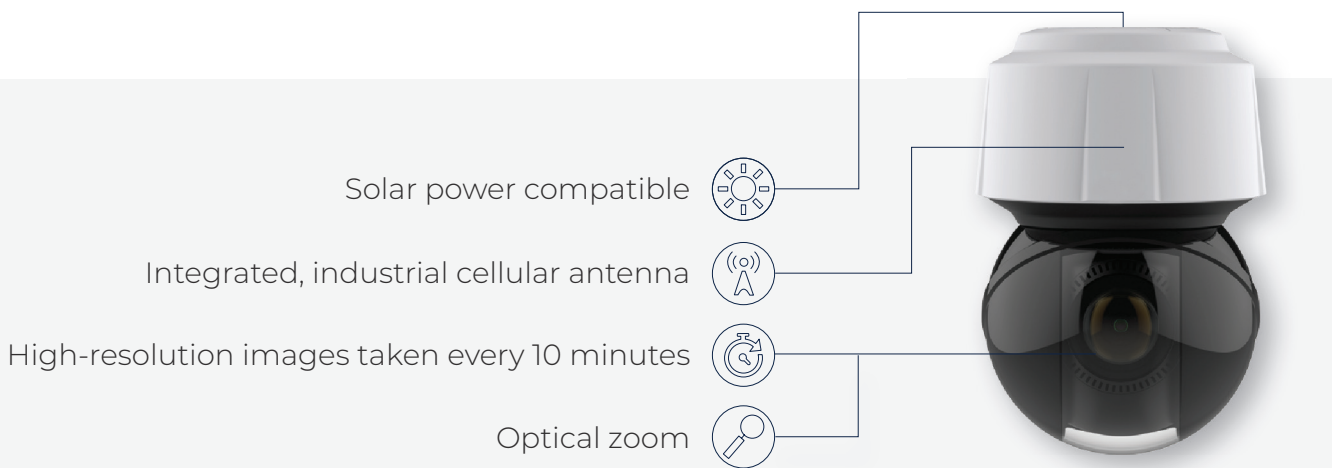 Solar power compatible
Integrated, industrial cellular antenna
High-resolution images taken every 10 minutes
Optical zoom